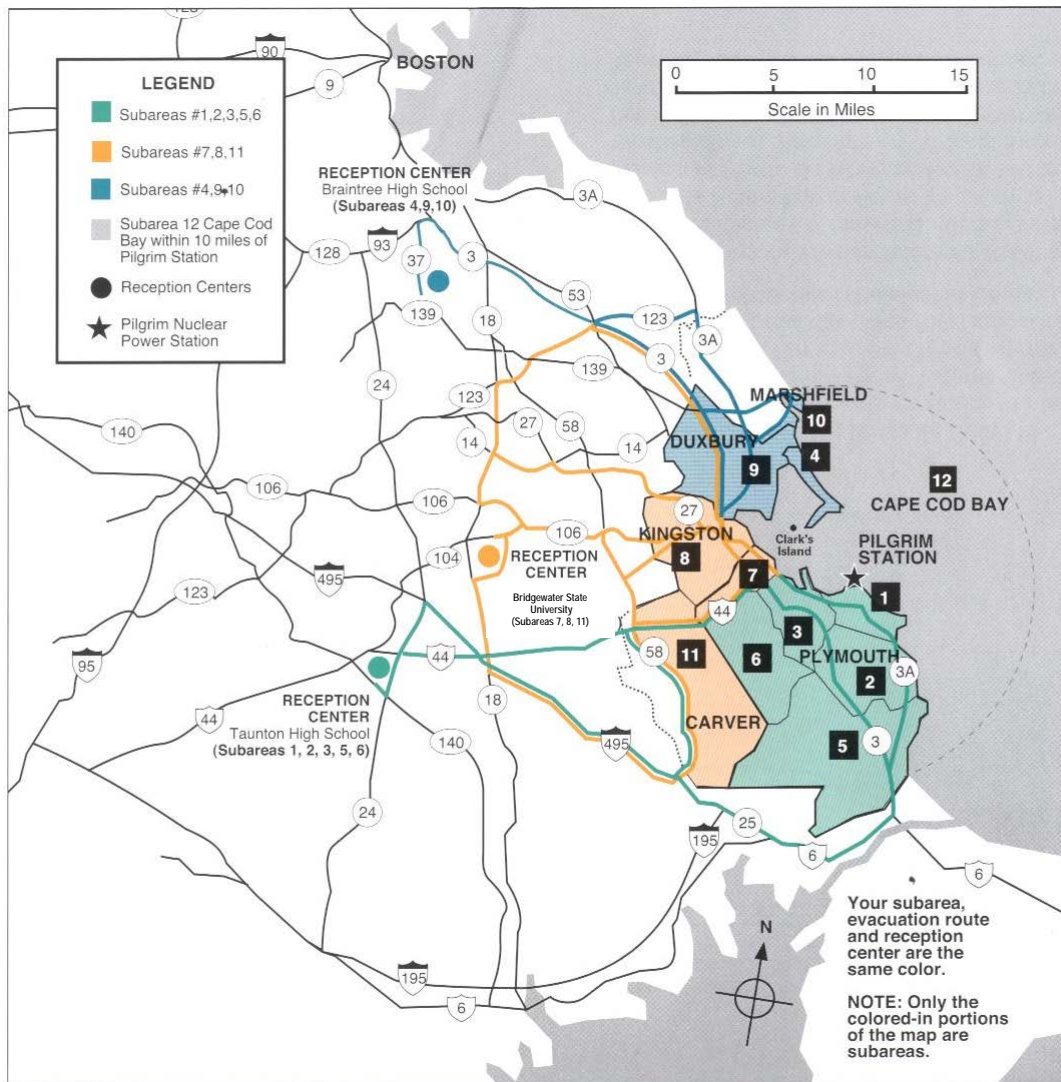 128
90
BOSTON
9
LEGEND
Subareas #1,2,3,5,6
Subareas #7,8,11
Subareas #4,9,10
Subarea 12 Cape Cod
Bay within 10 miles of
Pilgrim Station
Reception Centers
Pilgrim Nuclear
Power Station
0 5 10 15
Scale in Miles
RECEPTION CENTER
Braintree High School
(Subareas 4,9,10)
3A
128
93
37
3
139
18
53
123
3A
3
24
139
123
MARSHFIELD
10
140
27
58
14
14
DUXBURY
4
9
12
CAPE COD BAY
106
106
27
106
KINGSTON
Clark's
Island
PILGRIM
STATION
8
104
RECEPTION
CENTER
Bridgewater State
University
(Subareas 7, 8, 11)
7
1
495
123
44
3
58
11
6
PLYMOUTH
2
3A
95
44
RECEPTION
CENTER
Taunton High School
(Subareas 1, 2, 3, 5, 6)
44
18
CARVER
140
495
5
3
24
25
195
6
6
Your subarea,
evacuation route
and reception
center are the
same color.
NOTE: Only the
colored-in portions
of the map are
subareas.
N
195
6